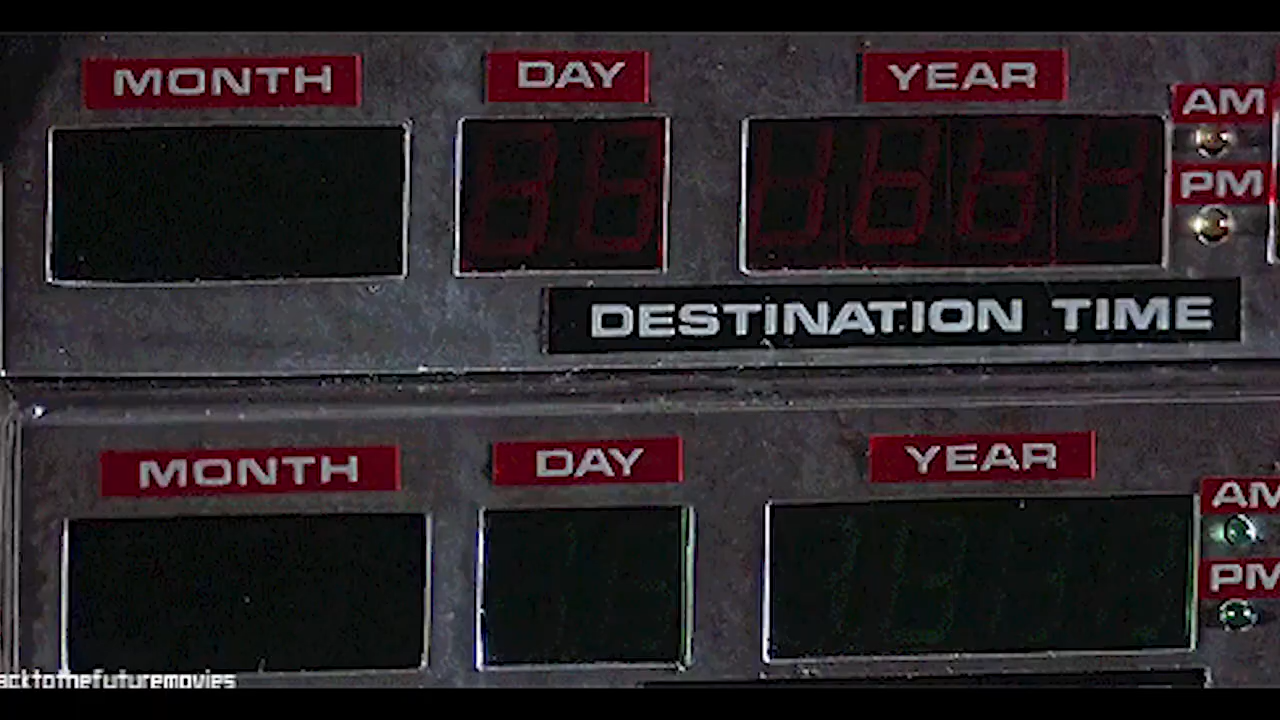 MONTH DAY YEAR
AM
PM
DESTINATION TIME
MONTH DAY YEAR
AM
PM
acktothefuturemovies